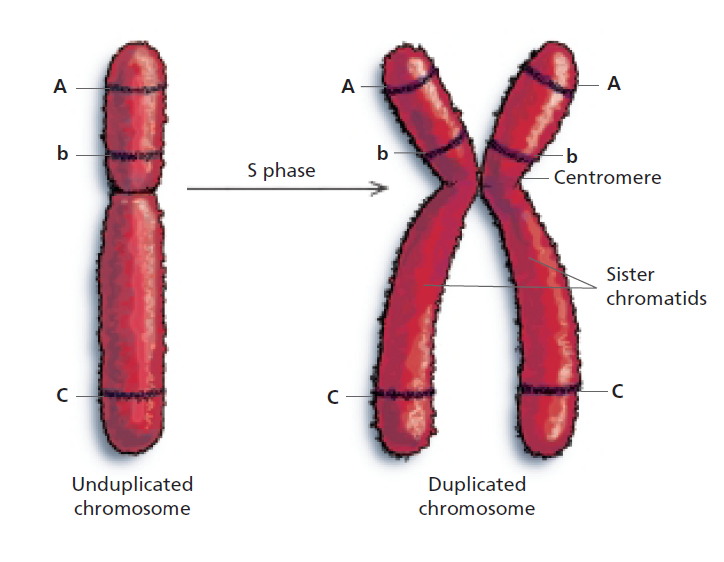 A
A
A
b
b
b
S phase
Centromere
Sister
chromatids
C
C
C
Unduplicated
chromosome
Duplicated
chromosome